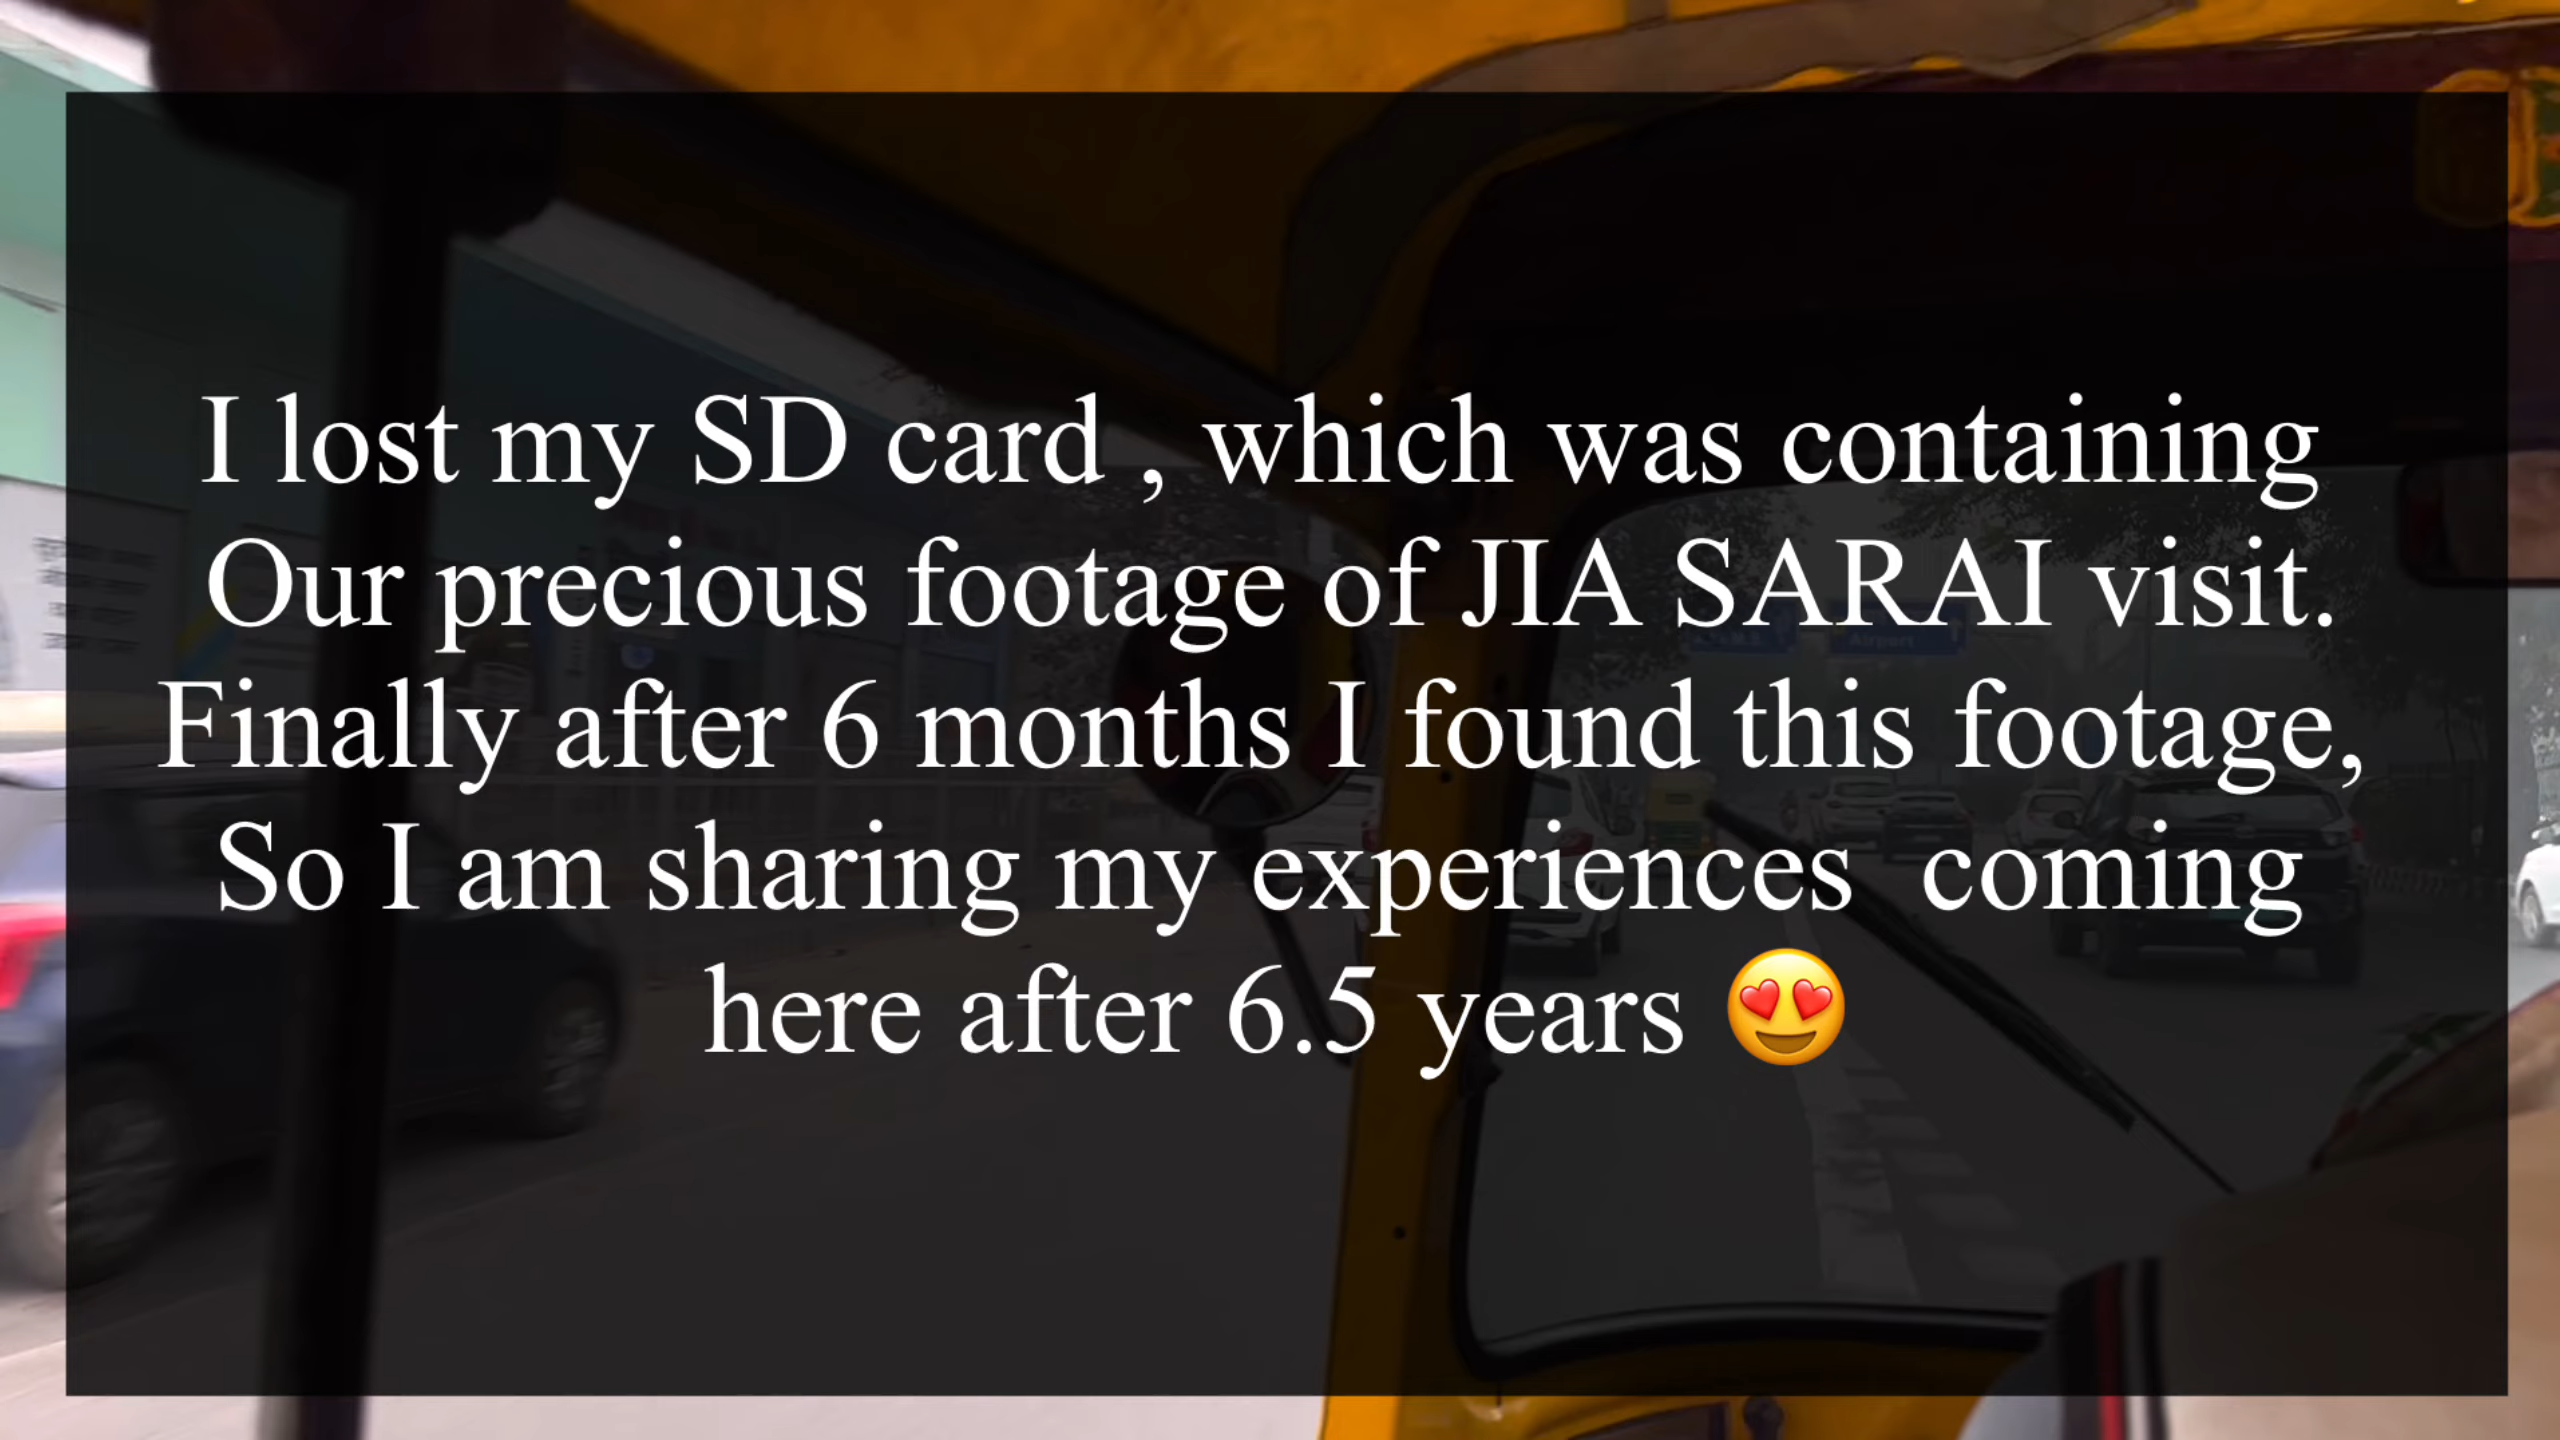 I lost my SD card , which was containing
Our precious footage of JIA SARAI visit.
Finally after 6 months I found this footage,
So I am sharing my experiences  coming
here after 6.5 years 😍
Airport